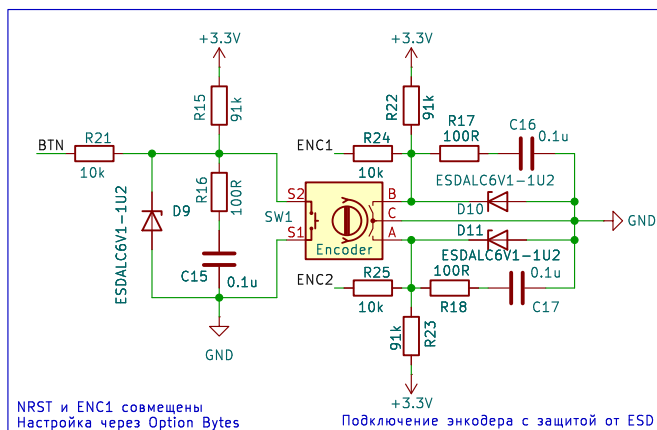 +3.3V
+3.3V
R15
91k
R22
91k
R17
100R
C16
0.1u
BTN
R21
10k
ENC1
R24
10k
R16
100R
ESDALC6V1-1U2
D9
S2
SW1
S1
B
C
A
Encoder
D10
D11
ESDALC6V1-1U2
GND
C15
0.1u
ENC2
R25
10k
100R
R18
0.1u
C17
GND
91k
R23
+3.3V
ESDALC6V1-1U2
NRST и ENC1 совмещены
Настройка через Option Bytes
Подключение энкодера с защитой от ESD